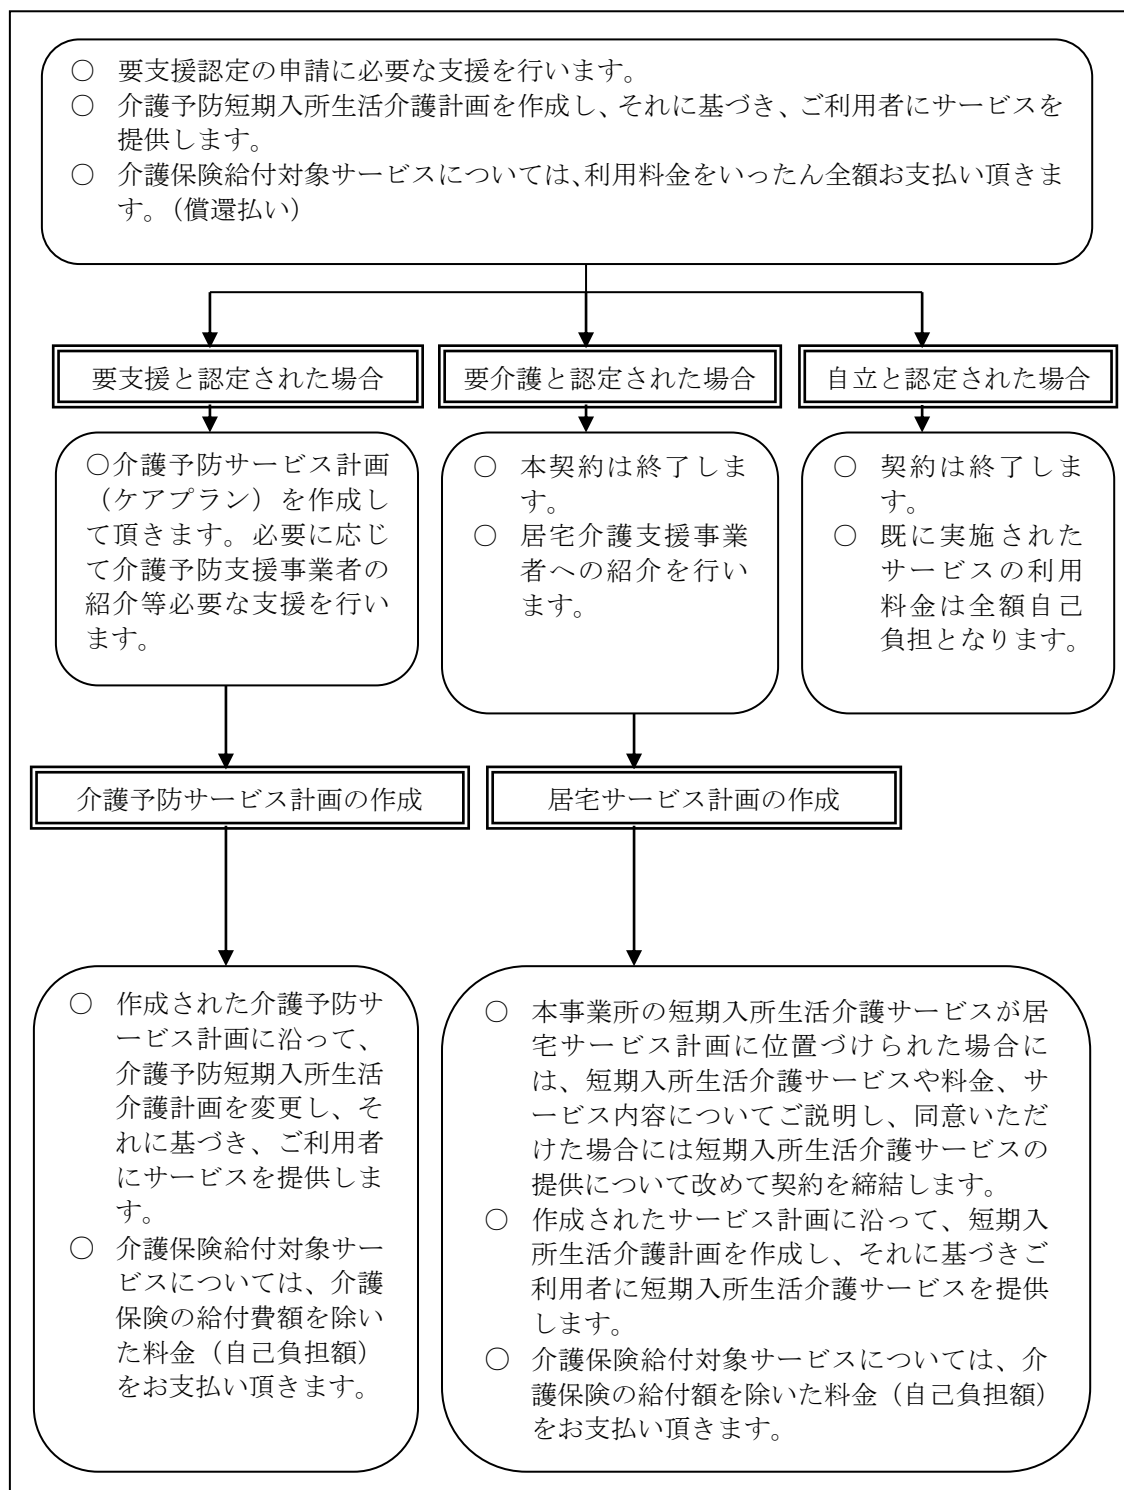 ○ 要支援認定の申請に必要な支援を行います。
○ 介護予防短期入所生活介護計画を作成し、それに基づき、ご利用者にサービスを
提供します。
○ 介護保険給付対象サービスについては、利用料金をいったん全額お支払い頂きま
す。（償還払い）
要支援と認定された場合
要介護と認定された場合
自立と認定された場合
○介護予防サービス計画
（ケアプラン）を作成し
て頂きます。必要に応じ
て介護予防支援事業者の
紹介等必要な支援を行い
ます。
○ 本契約は終了しま
す。
○ 居宅介護支援事業
者への紹介を行い
ます。
○ 契約は終了しま
す。
○ 既に実施された
サービスの利用
料金は全額自己
負担となります。
介護予防サービス計画の作成
居宅サービス計画の作成
○ 作成された介護予防サ
ービス計画に沿って、
介護予防短期入所生活
介護計画を変更し、そ
れに基づき、ご利用者
にサービスを提供しま
す。
○ 介護保険給付対象サー
ビスについては、介護
保険の給付費額を除い
た料金（自己負担額）
をお支払い頂きます。
○ 本事業所の短期入所生活介護サービスが居
宅サービス計画に位置づけられた場合に
は、短期入所生活介護サービスや料金、サ
ービス内容についてご説明し、同意いただ
けた場合には短期入所生活介護サービスの
提供について改めて契約を締結します。
○ 作成されたサービス計画に沿って、短期入
所生活介護計画を作成し、それに基づきご
利用者に短期入所生活介護サービスを提供
します。
○ 介護保険給付対象サービスについては、介
護保険の給付額を除いた料金（自己負担額）
をお支払い頂きます。